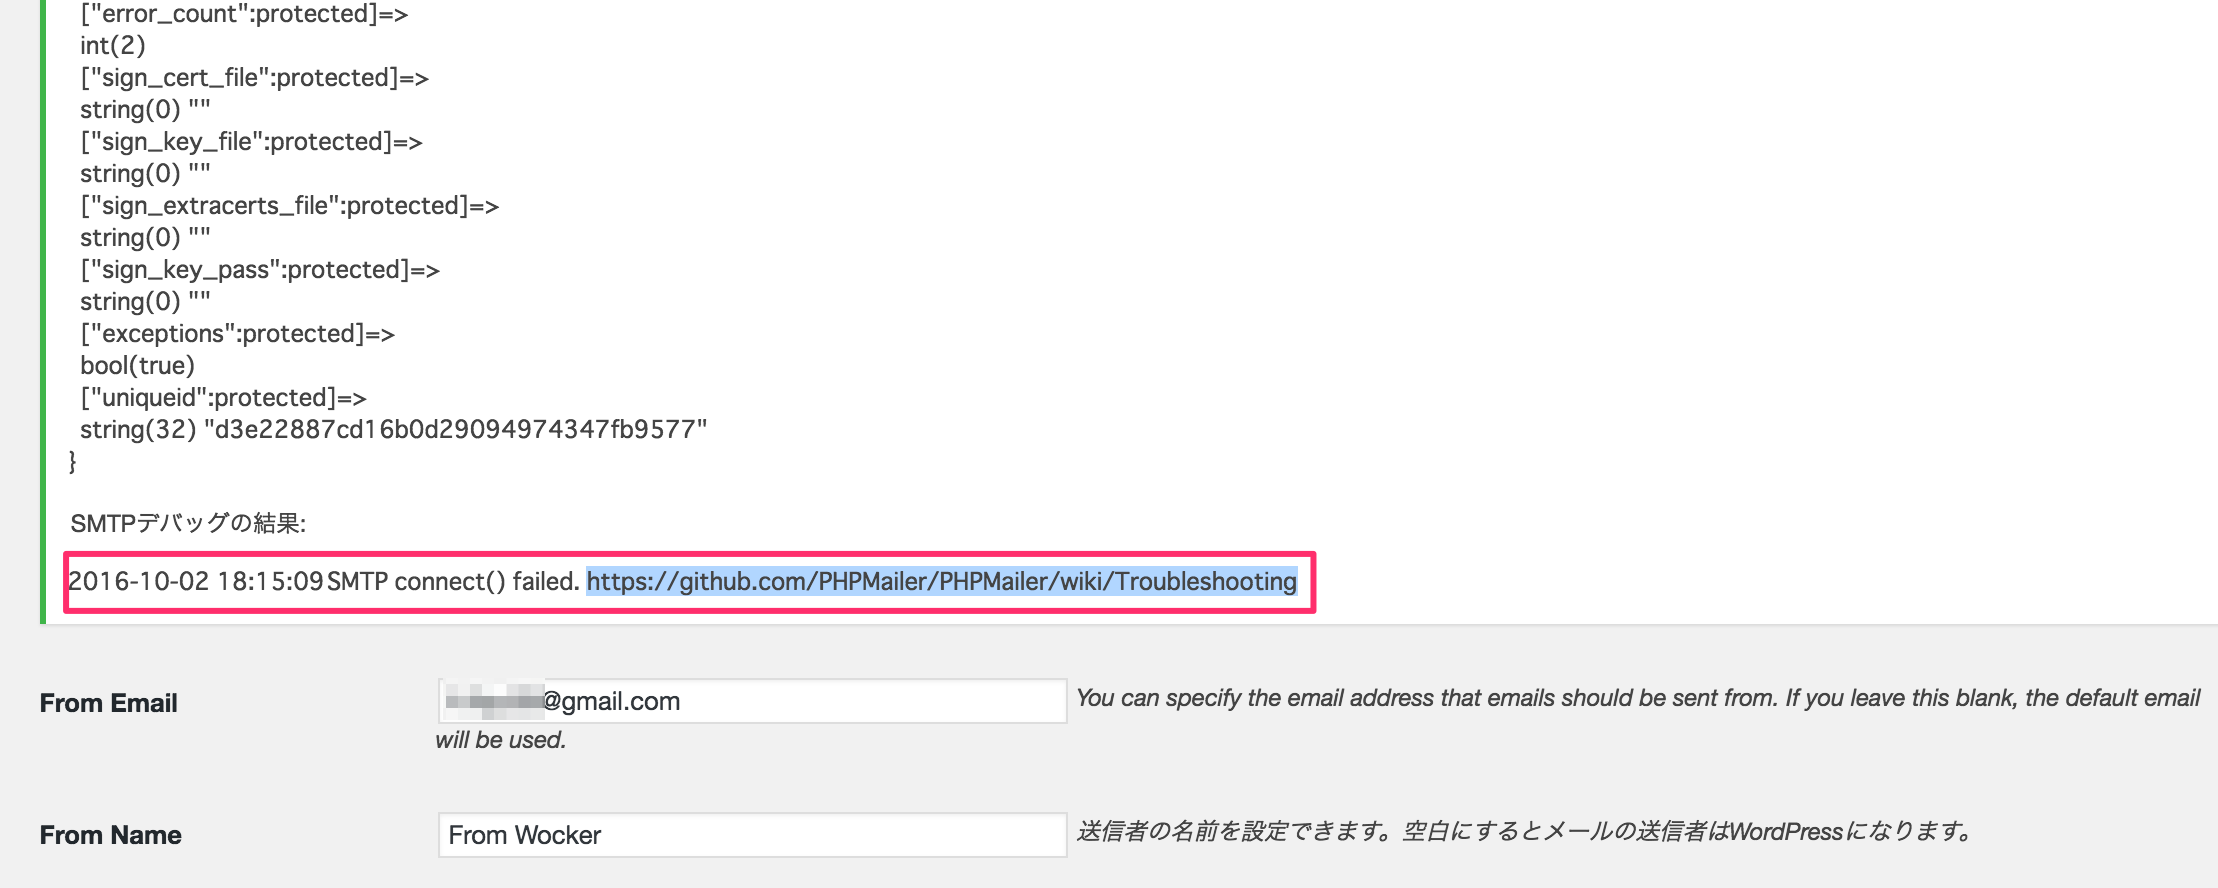 ["error_count":protected]=>
int(2)
["sign_cert_file":protected]=>
string(0) ""
["sign_key_file":protected]=>
string(0) ""
["sign_extracerts_file":protected]=>
string(0) ""
["sign_key_pass":protected]=>
string(0) ""
["exceptions":protected]=>
bool(true)
["uniqueid":protected]=>
string(32) "d3e22887cd16b0d29094974347fb9577"
}
SMTPデバッグの結果:
2016-10-02 18:15:09 SMTP connect() failed. https://github.com/PHPMailer/PHPMailer/wiki/Troubleshooting
From Email
@gmail.com
You can specify the email address that emails should be sent from. If you leave this blank, the default email
will be used.
From Name
From Wocker
送信者の名前を設定できます。空白にするとメールの送信者はWordPressになります。